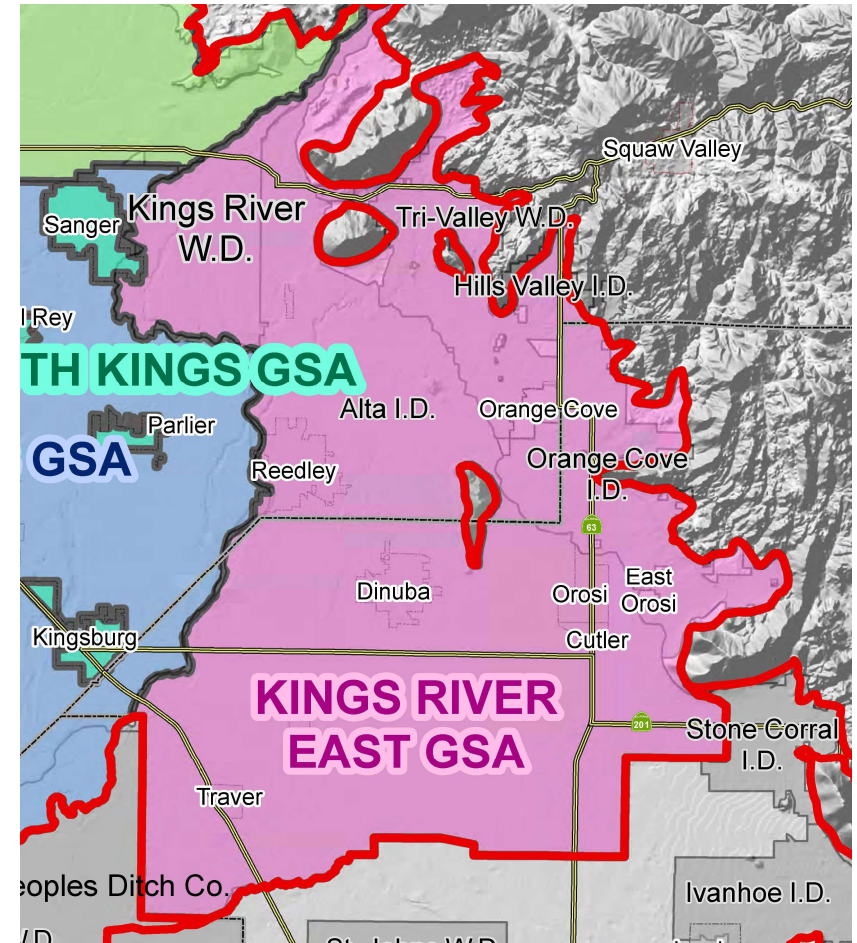 Squaw Valley
Sanger
Kings River
W.D.
Tri-Valley W.D.
Hills Valley I.D.
l Rey
TH KINGS GSA
Alta I.D.
Orange Cove
Parlier
GSA
Reedley
Orange Cove
I.D.
63
Dinuba
Orosi
East
Orosi
Kingsburg
Cutler
KINGS RIVER
EAST GSA
201
Stone Corral
I.D.
Traver
eoples Ditch Co.
Ivanhoe I.D.